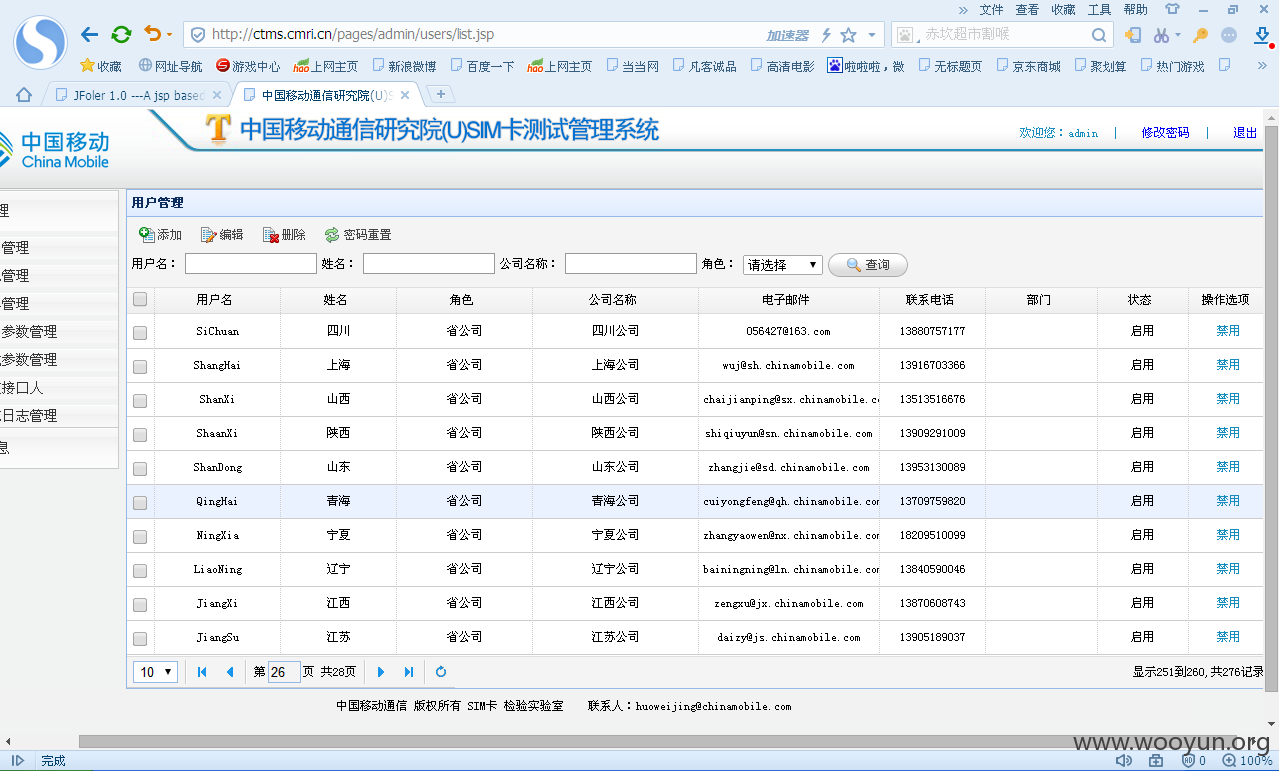 » 文件 查看 收藏 工具 帮助
http://ctms.cmri.cn/pages/admin/users/list.jsp 加速器 赤坎超市割喉
收藏 网址导航 游戏中心 hao上网主页 新浪微博 百度一下 hao上网主页 当当网 凡客诚品 高清电影 啦啦啦，微 无标题页 京东商城 聚划算 热门游戏 »
JFoler 1.0 ---A jsp based 中国移动通信研究院(U)S
中国移动
China Mobile
中国移动通信研究院(U)SIM卡测试管理系统
欢迎您：admin | 修改密码 | 退出
理
管理
管理
管理
参数管理
参数管理
接口人
日志管理
息
用户管理
添加 编辑 删除 密码重置
用户名： 姓名： 公司名称： 角色： 请选择 查询
用户名 姓名 角色 公司名称 电子邮件 联系电话 部门 状态 操作选项
SiChuan 四川 省公司 四川公司 056427@163.com 13880757177 启用 禁用
ShangHai 上海 省公司 上海公司 wuj@sh.chinamobile.com 13916703366 启用 禁用
ShanXi 山西 省公司 山西公司 chaijianping@sx.chinamobile.co 13513516676 启用 禁用
ShaanXi 陕西 省公司 陕西公司 shiqiuyun@sn.chinamobile.com 13909291009 启用 禁用
ShanDong 山东 省公司 山东公司 zhangjie@sd.chinamobile.com 13953130089 启用 禁用
QingHai 青海 省公司 青海公司 cuiyongfeng@qh.chinamobile.com 13709759820 启用 禁用
NingXia 宁夏 省公司 宁夏公司 zhangyaowen@nx.chinamobile.com 18209510099 启用 禁用
LiaoNing 辽宁 省公司 辽宁公司 bainingning@ln.chinamobile.com 13840590046 启用 禁用
JiangXi 江西 省公司 江西公司 zengxu@jx.chinamobile.com 13870608743 启用 禁用
JiangSu 江苏 省公司 江苏公司 daizy@js.chinamobile.com 13905189037 启用 禁用
10 第 26 页 共28页 显示251到260,共276记录
中国移动通信 版权所有 SIM卡 检验实验室 联系人：huoweijing@chinamobile.com
www.wooyun.org
完成 0 100%